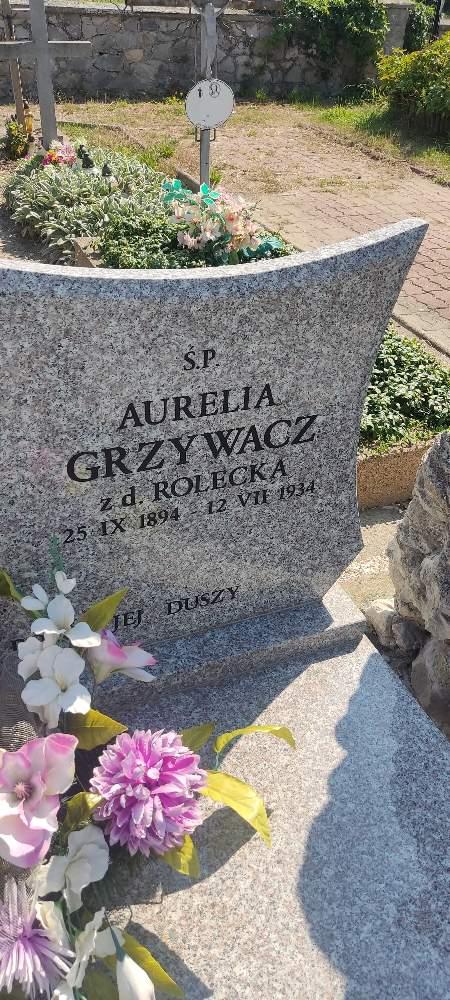 Ś.P.
AURELIA
GRZYWACZ
z d. ROLECKA
25 IX 1894 12 VII 1934
JEJ DUSZY